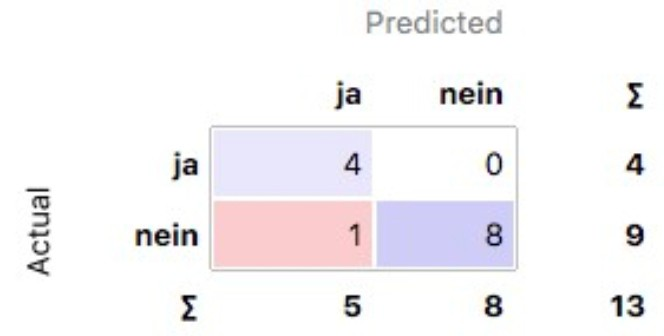 Predicted
ja nein Σ
ja 4 0 4
Actual
nein 1 8 9
Σ 5 8 13